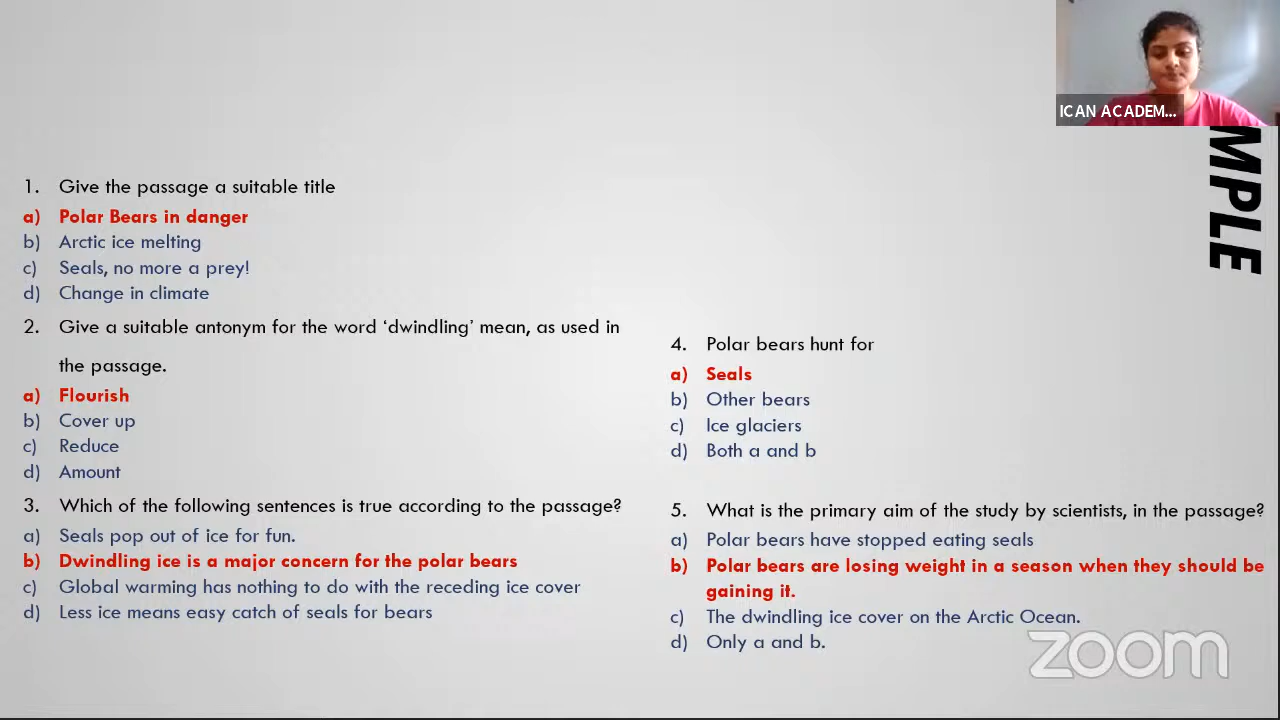 ICAN ACADEM...
MPLE
1. Give the passage a suitable title
a) Polar Bears in danger
b) Arctic ice melting
c) Seals, no more a prey!
d) Change in climate
2. Give a suitable antonym for the word ‘dwindling’ mean, as used in
the passage.
a) Flourish
b) Cover up
c) Reduce
d) Amount
3. Which of the following sentences is true according to the passage?
a) Seals pop out of ice for fun.
b) Dwindling ice is a major concern for the polar bears
c) Global warming has nothing to do with the receding ice cover
d) Less ice means easy catch of seals for bears
4. Polar bears hunt for
a) Seals
b) Other bears
c) Ice glaciers
d) Both a and b
5. What is the primary aim of the study by scientists, in the passage?
a) Polar bears have stopped eating seals
b) Polar bears are losing weight in a season when they should be
gaining it.
c) The dwindling ice cover on the Arctic Ocean.
d) Only a and b.
zoom